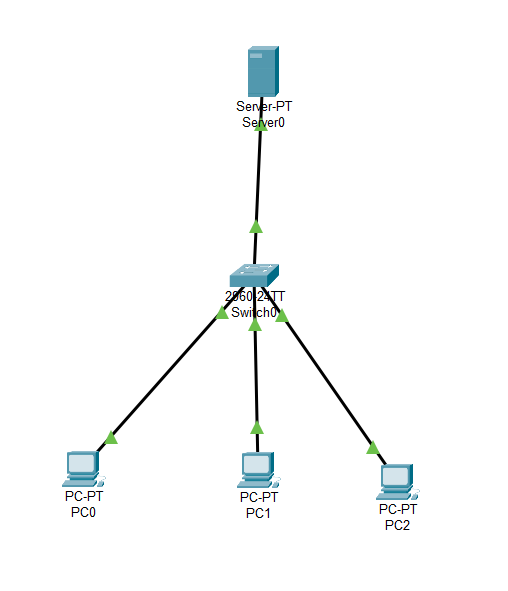 Server-PT
Server0
2960-24TT
Switch0
PC-PT
PC0
PC-PT
PC1
PC-PT
PC2